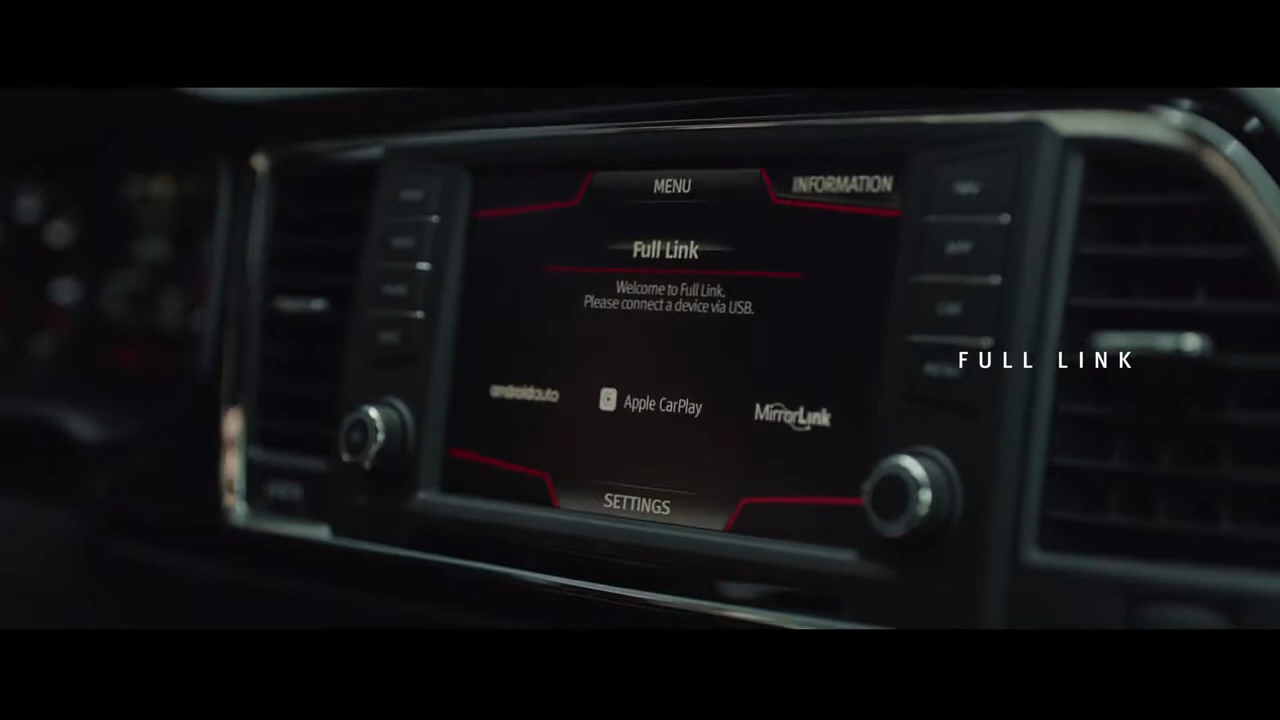 MENU
INFORMATION
Full Link
Welcome to Full Link.
Please connect a device via USB.
FULL LINK
androidauto
Apple CarPlay
MirrorLink
SETTINGS